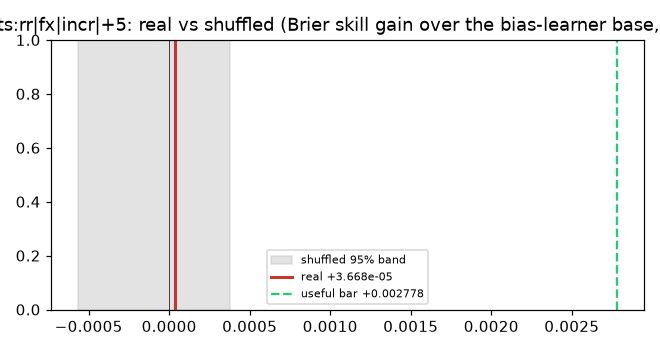 ts:rr|fx|incr|+5: real vs shuffled (Brier skill gain over the bias-learner base,
1.0
0.8
0.6
0.4
0.2
0.0
shuffled 95% band
real +3.668e-05
useful bar +0.002778
−0.0005 0.0000 0.0005 0.0010 0.0015 0.0020 0.0025